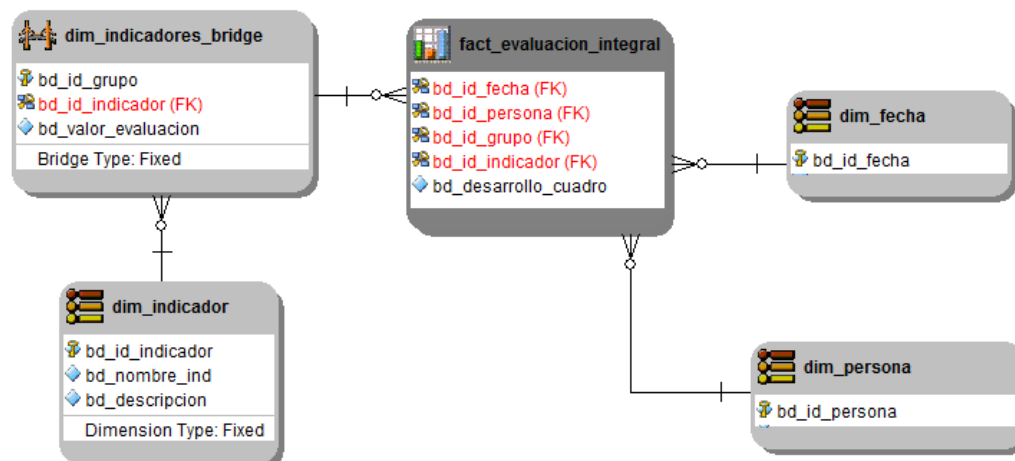 dim_indicadores_bridge
bd_id_grupo
bd_id_indicador (FK)
bd_valor_evaluacion
Bridge Type: Fixed
fact_evaluacion_integral
bd_id_fecha (FK)
bd_id_persona (FK)
bd_id_grupo (FK)
bd_id_indicador (FK)
bd_desarrollo_cuadro
dim_fecha
bd_id_fecha
dim_indicador
bd_id_indicador
bd_nombre_ind
bd_descripcion
Dimension Type: Fixed
dim_persona
bd_id_persona